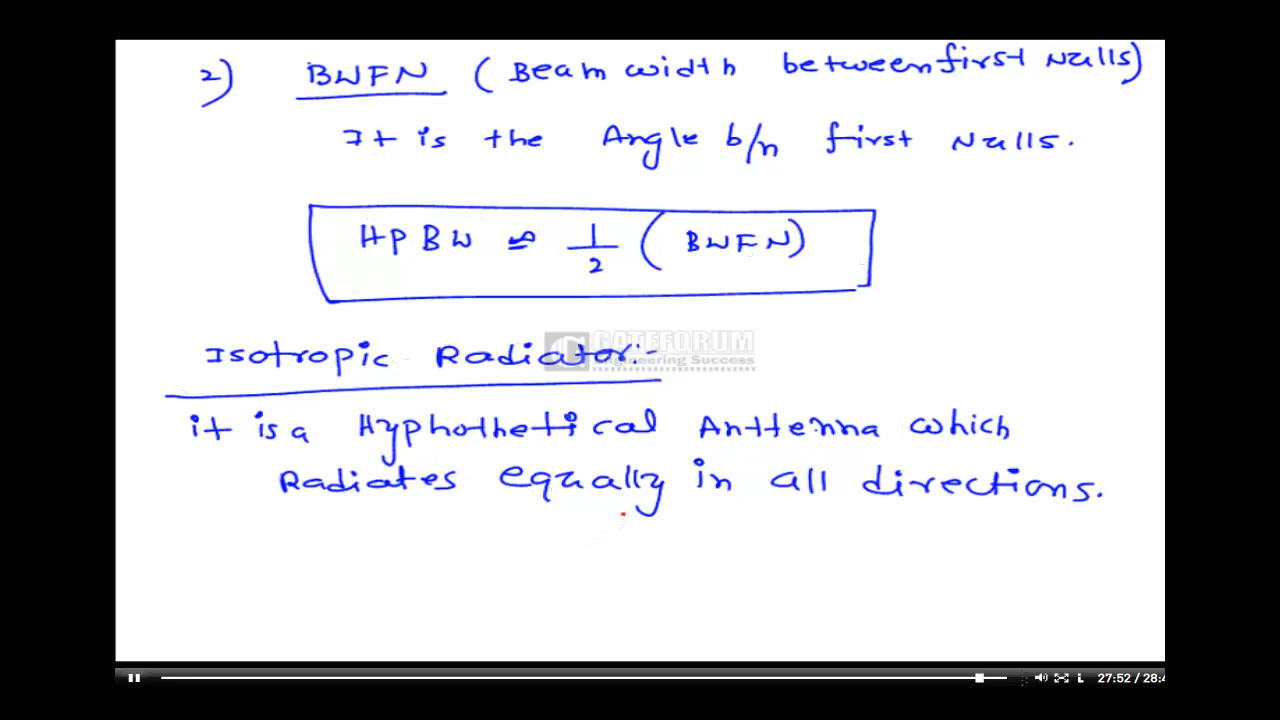 2) BWFN (Beam width between first Nulls)
It is the Angle b/n first Nulls.
HPBW ≃ 1/2 (BWFN)
GATEFORUM
Engineering Success
Isotropic Radiator:-
it is a Hyphothetical Anttenna which
Radiates equally in all directions.
27:52 / 28:4